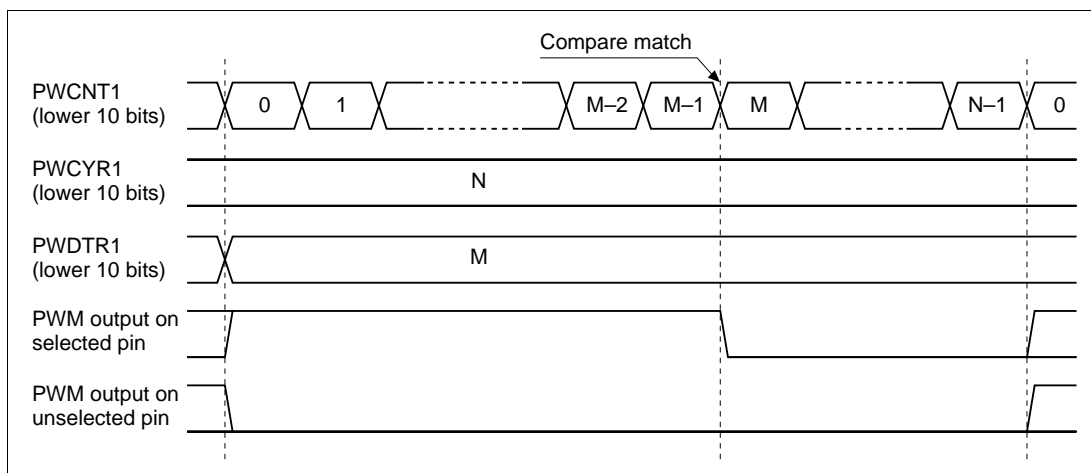 Compare match
PWCNT1
(lower 10 bits)
0 1 M–2 M–1 M N–1 0
PWCYR1
(lower 10 bits)
N
PWDTR1
(lower 10 bits)
M
PWM output on
selected pin
PWM output on
unselected pin